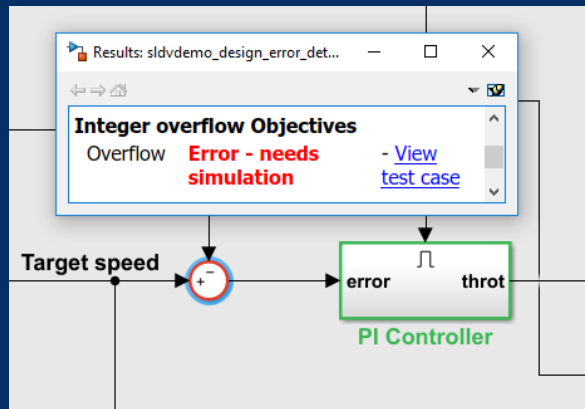 Results: sldvdemo_design_error_det...
Integer overflow Objectives
Overflow Error - needs - View
simulation test case
Target speed
+ -
error throt
PI Controller